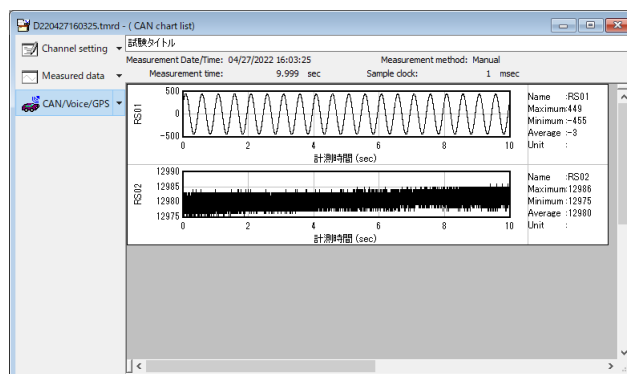 D220427160325.tmrd - ( CAN chart list)
Channel setting
Measured data
CAN/Voice/GPS
試験タイトル
Measurement Date/Time: 04/27/2022 16:03:25 Measurement method: Manual
Measurement time: 9.999 sec Sample clock: 1 msec
RS01
500
0
-500
0 2 4 6 8 10
計測時間 (sec)
Name :RS01
Maximum:449
Minimum:-455
Average :-3
Unit :
RS02
12990
12985
12980
12975
0 2 4 6 8 10
計測時間 (sec)
Name :RS02
Maximum:12986
Minimum :12975
Average :12980
Unit :